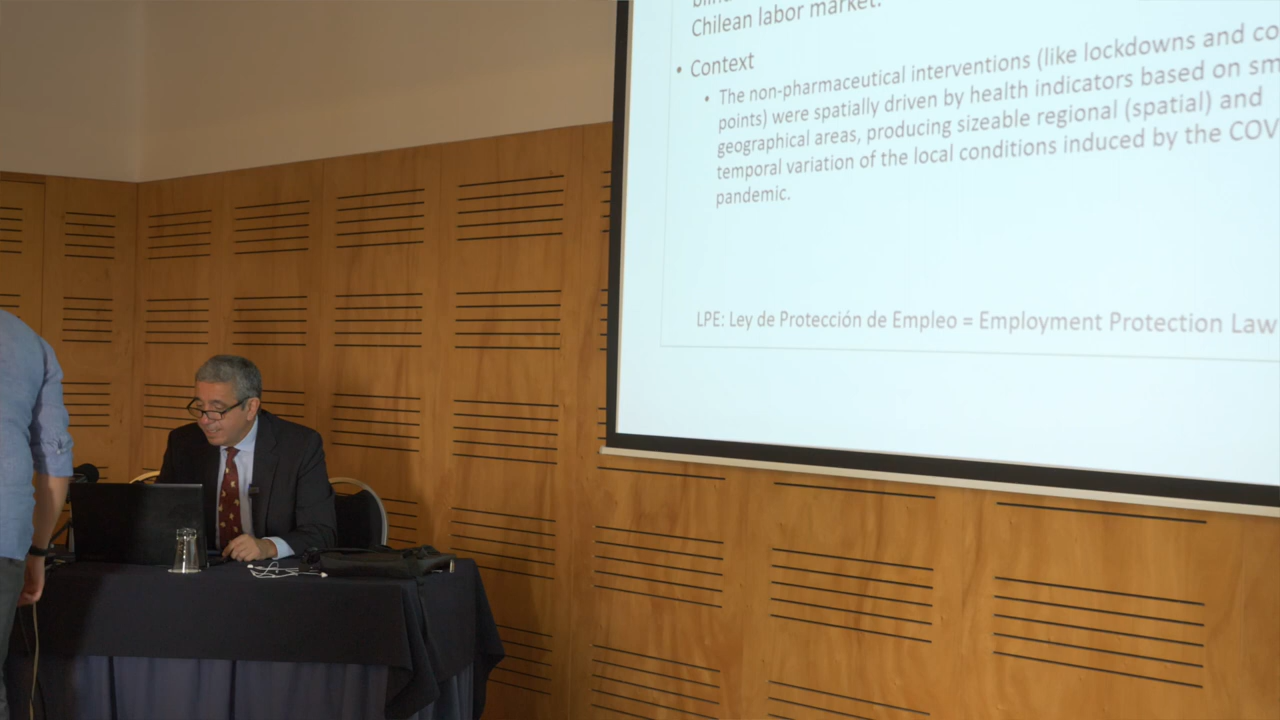 Chilean labor market.
• Context
• The non-pharmaceutical interventions (like lockdowns and
points) were spatially driven by health indicators based on
geographical areas, producing sizeable regional (spatial) and
temporal variation of the local conditions induced by the
pandemic.
LPE: Ley de Protección de Empleo = Employment Protection Law